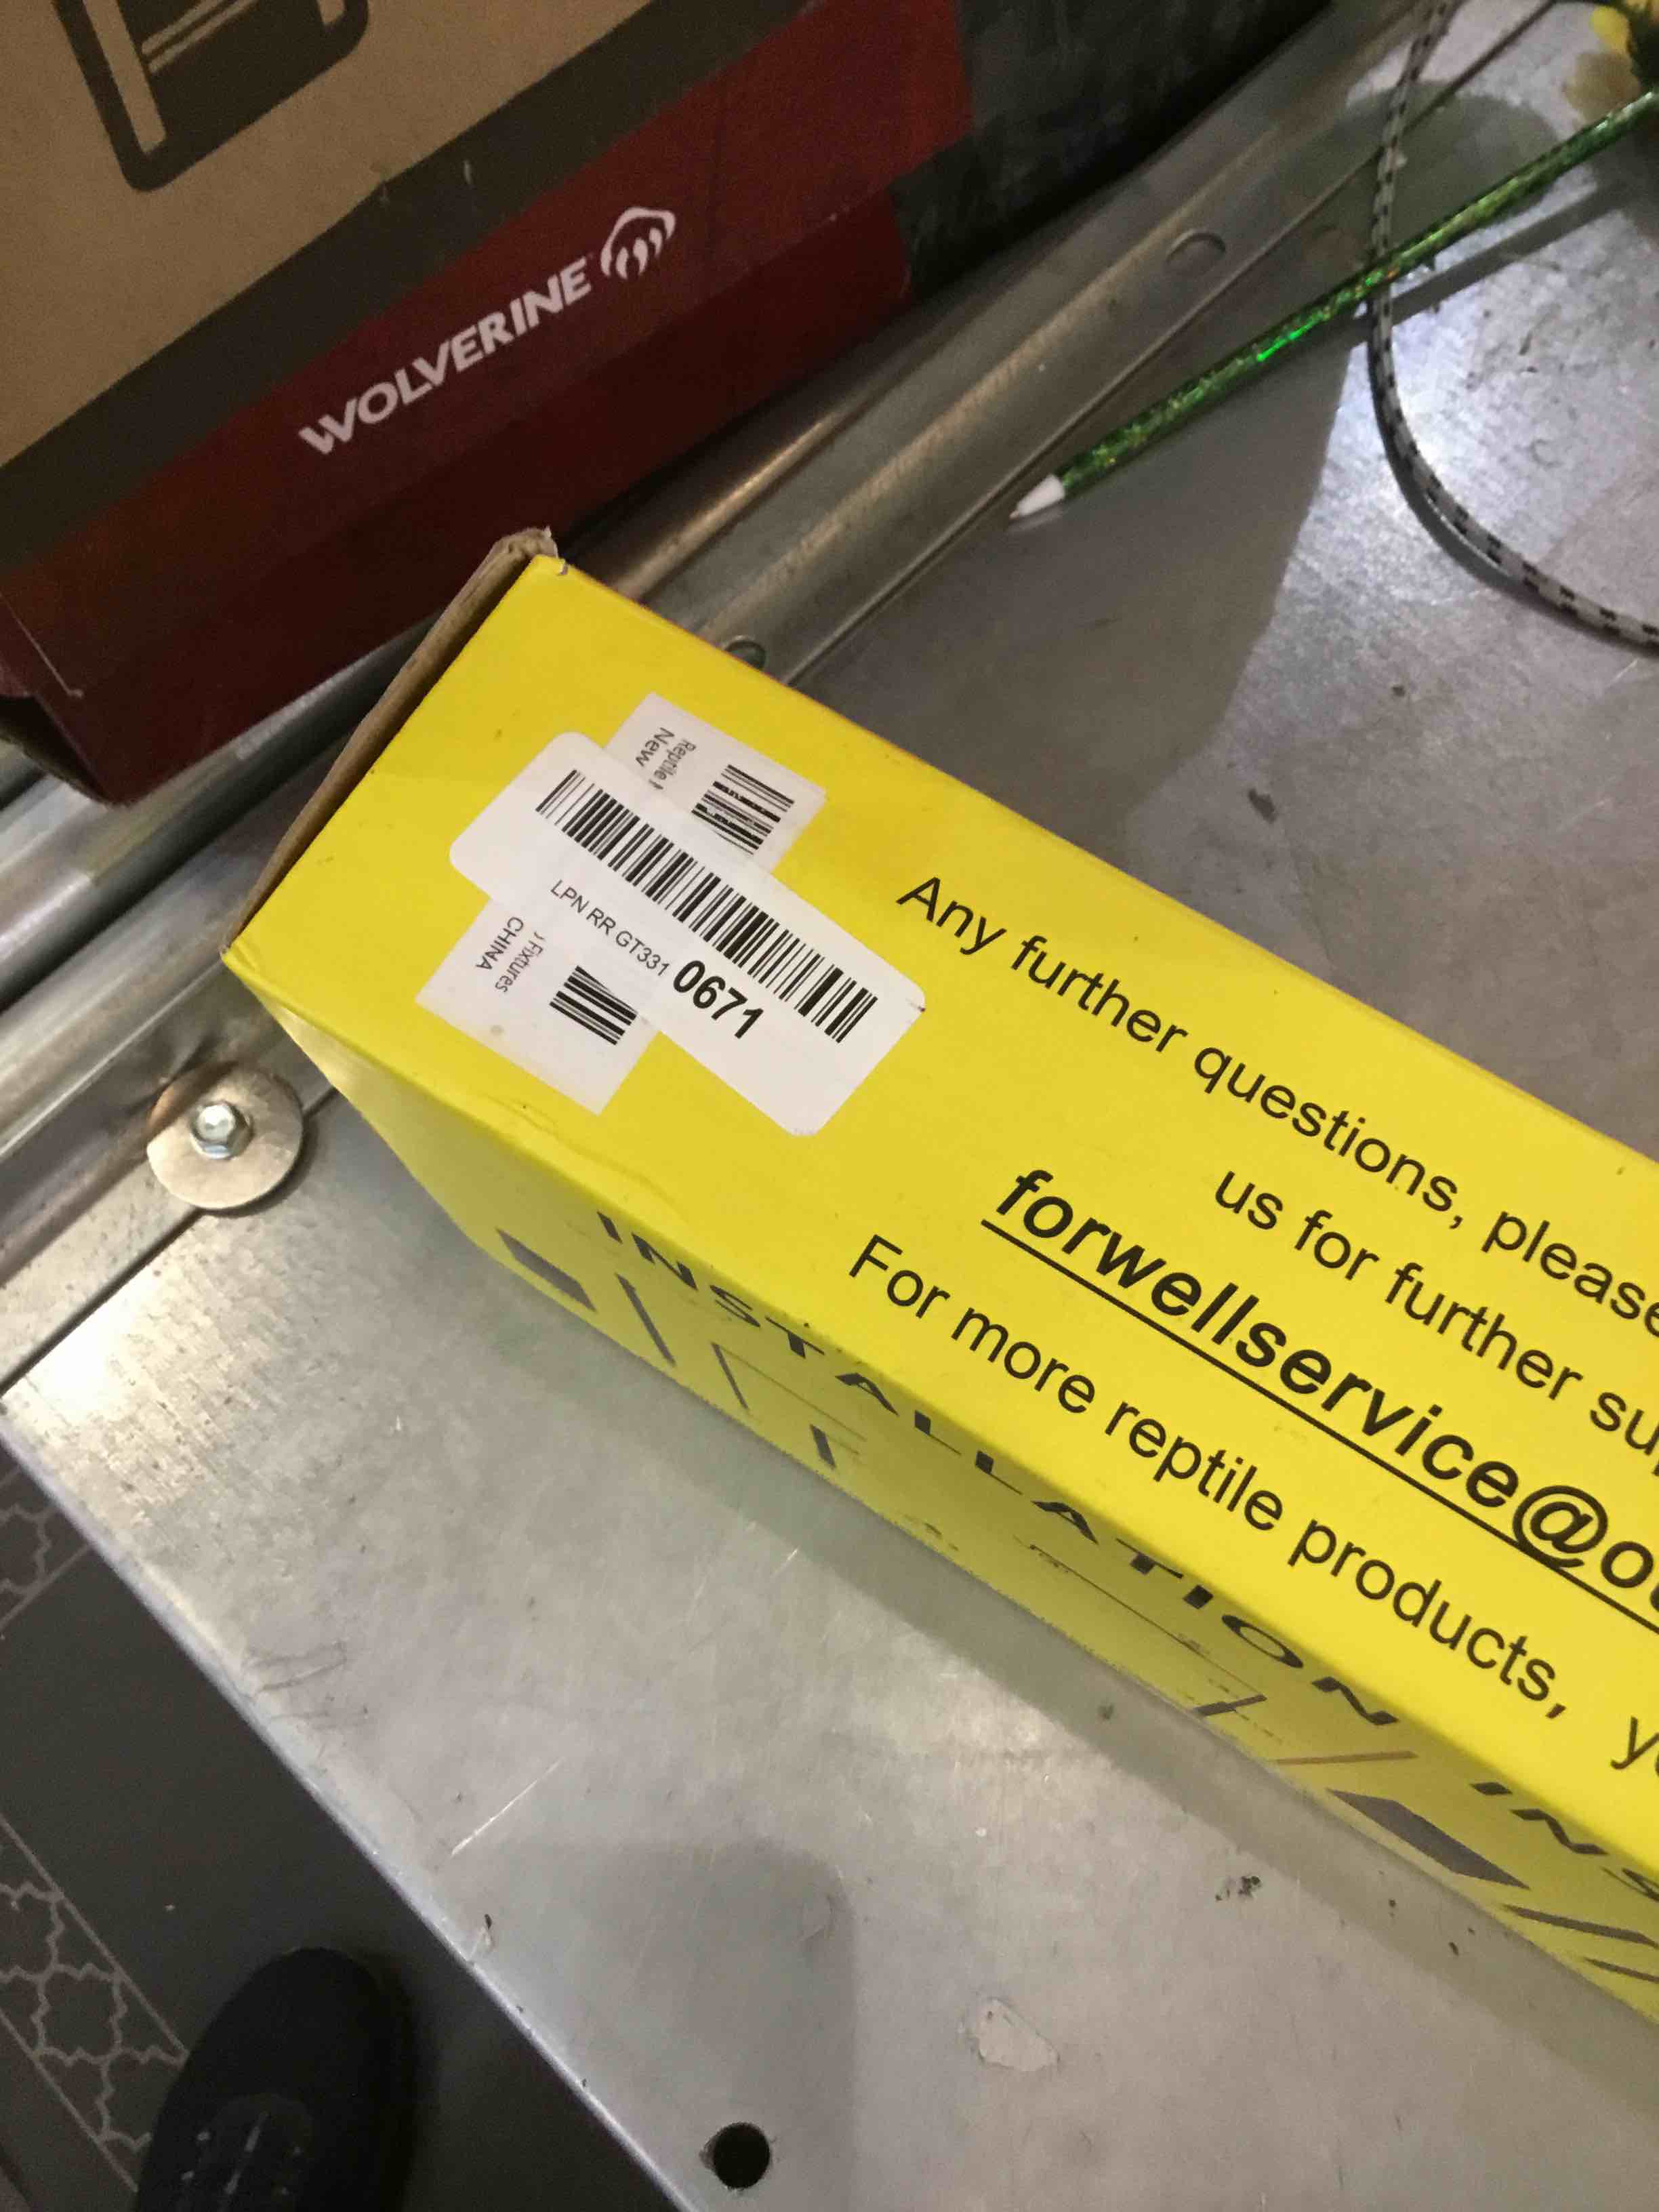 WOLVERINE
Reptile
New
LPN RR GT331 0671
Fixtures
CHINA
Any further questions, please
us for further su
forwellservice@o
For more reptile products, y
INSTALLATION INS